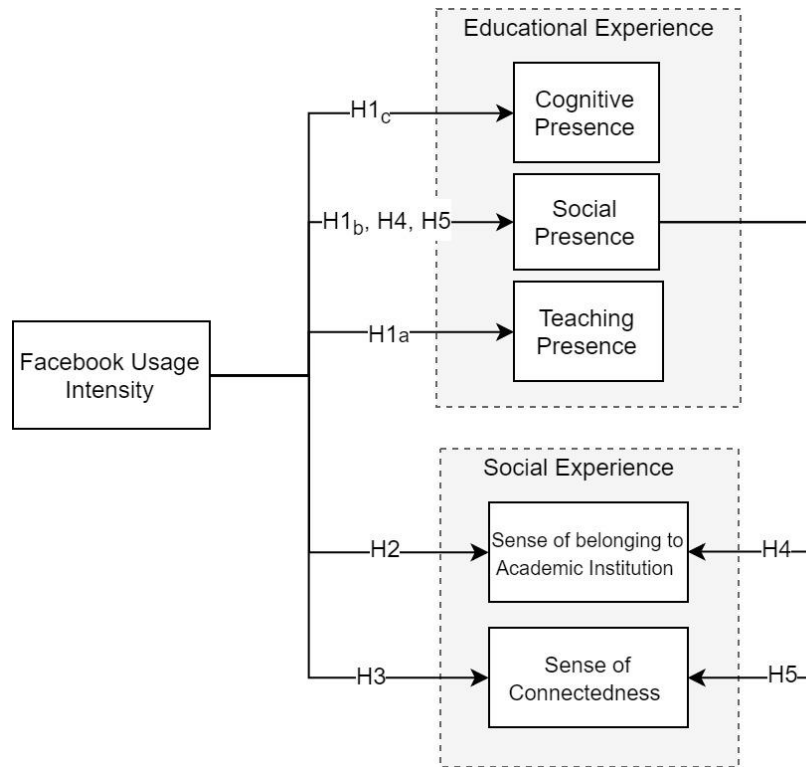 Educational Experience
H1c
Cognitive
Presence
H1b, H4, H5
Social
Presence
H1a
Teaching
Presence
Facebook Usage
Intensity
Social Experience
H2
Sense of belonging to
Academic Institution
H4
H3
Sense of
Connectedness
H5